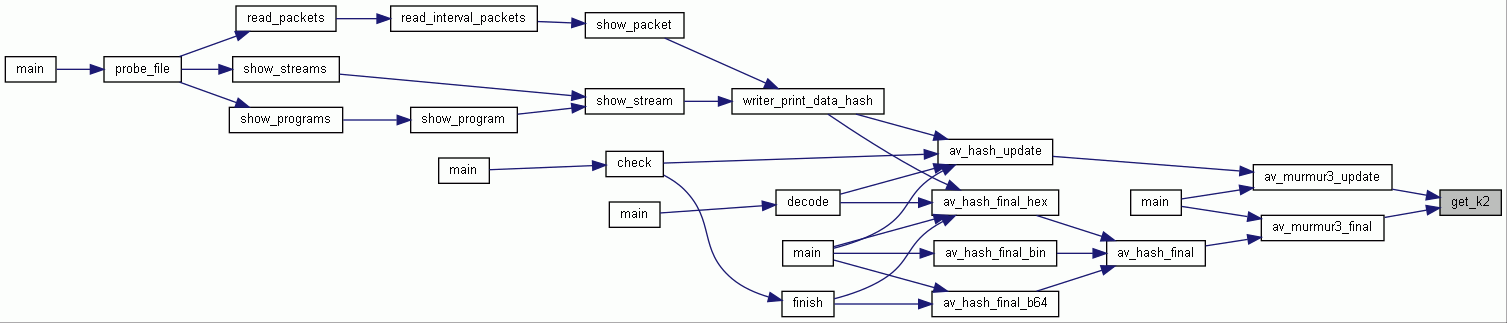 read_packets
read_interval_packets
show_packet
main
probe_file
show_streams
show_stream
writer_print_data_hash
show_programs
show_program
av_hash_update
main
check
av_murmur3_update
main
decode
av_hash_final_hex
main
get_k2
av_murmur3_final
main
av_hash_final_bin
av_hash_final
finish
av_hash_final_b64